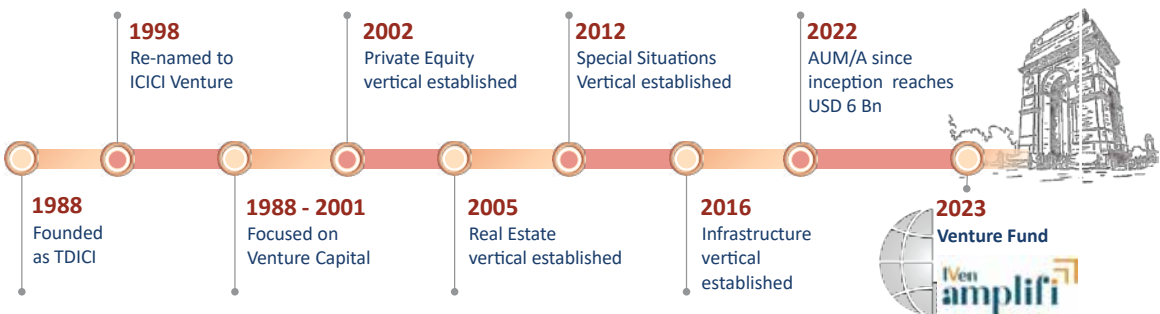 1998
Re-named to
ICICI Venture
2002
Private Equity
vertical established
2012
Special Situations
Vertical established
2022
AUM/A since
inception reaches
USD 6 Bn
1988
Founded
as TDICI
1988 - 2001
Focused on
Venture Capital
2005
Real Estate
vertical established
2016
Infrastructure
vertical
established
2023
Venture Fund
IVen
amplifi